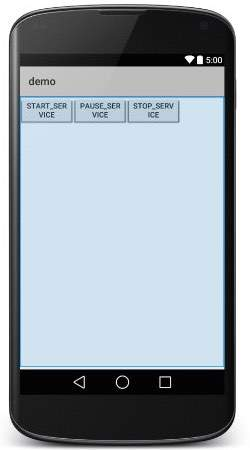 5:00
demo
START_SER PAUSE_SER STOP_SERV
VICE VICE ICE